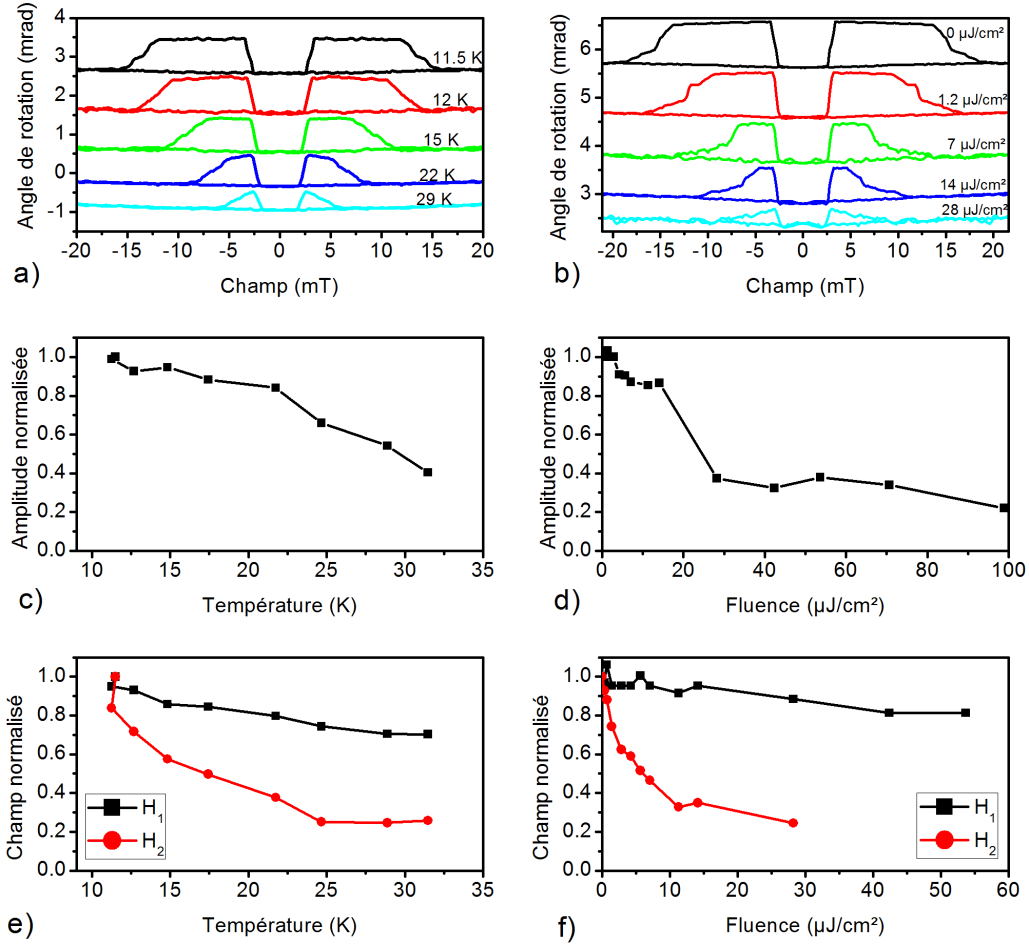 Angle de rotation (mrad)
4
3
2
1
0
-1
11.5 K
12 K
15 K
22 K
29 K
-20 -15 -10 -5 0 5 10 15 20
Champ (mT)
a)
Angle de rotation (mrad)
6
5
4
3
0 µJ/cm²
1.2 µJ/cm²
7 µJ/cm²
14 µJ/cm²
28 µJ/cm²
-20 -15 -10 -5 0 5 10 15 20
Champ (mT)
b)
Amplitude normalisée
1.0
0.8
0.6
0.4
0.2
0.0
10 15 20 25 30 35
Température (K)
c)
Amplitude normalisée
1.0
0.8
0.6
0.4
0.2
0.0
0 20 40 60 80 100
Fluence (µJ/cm²)
d)
Champ normalisé
1.0
0.8
0.6
0.4
0.2
0.0
H₁
H₂
10 15 20 25 30 35
Température (K)
e)
Champ normalisé
1.0
0.8
0.6
0.4
0.2
0.0
H₁
H₂
0 10 20 30 40 50 60
Fluence (µJ/cm²)
f)